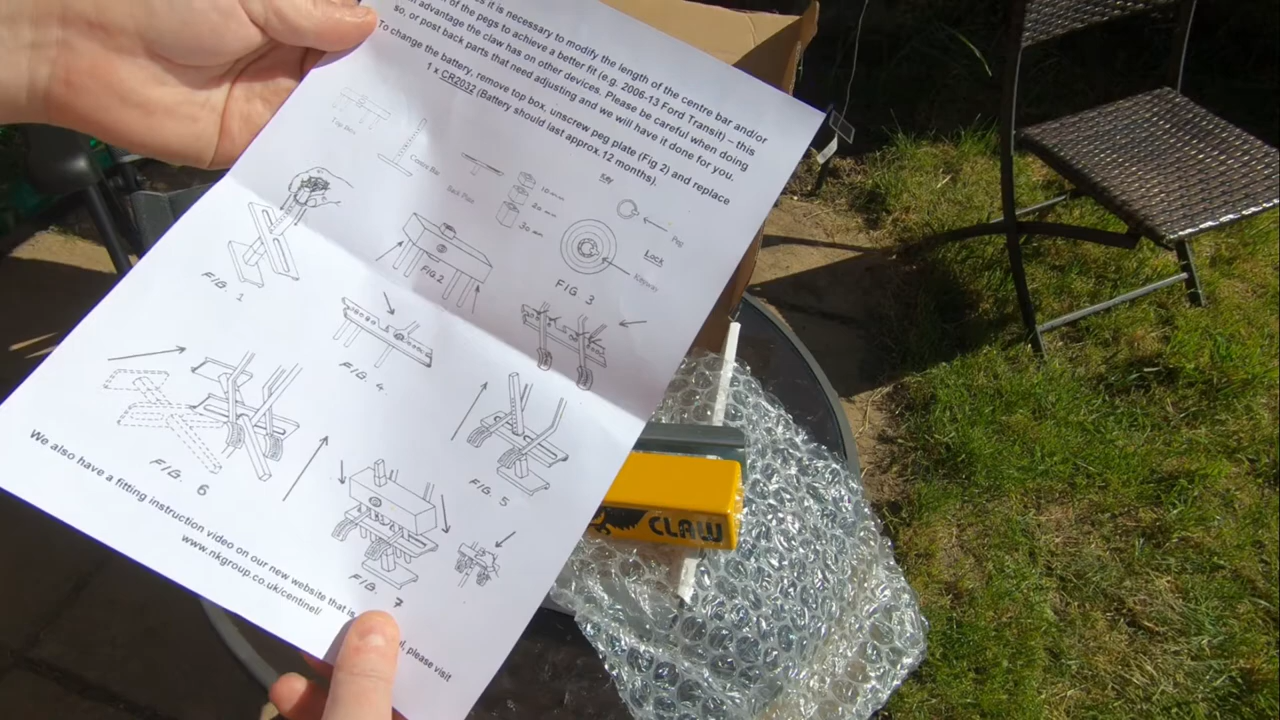 es it is necessary to modify the length of the centre bar and/or
of the pegs to achieve a better fit (e.g. 2006-13 Ford Transit) – this
advantage the claw has on other devices. Please be careful when doing
so, or post back parts that need adjusting and we will have it done for you.
To change the battery, remove top box, unscrew peg plate (Fig 2) and replace
1 x CR2032 (Battery should last approx.12 months).
Top Box
Centre Bar
Back Plate
10mm
20mm
30mm
Peg
Lock
Keyway
FIG. 1
FIG.2
FIG 3
FIG. 4
FIG. 5
FIG. 6
FIG. 7
We also have a fitting instruction video on our new website that is
ul, please visit
www.nkgroup.co.uk/centinel/
CLAW